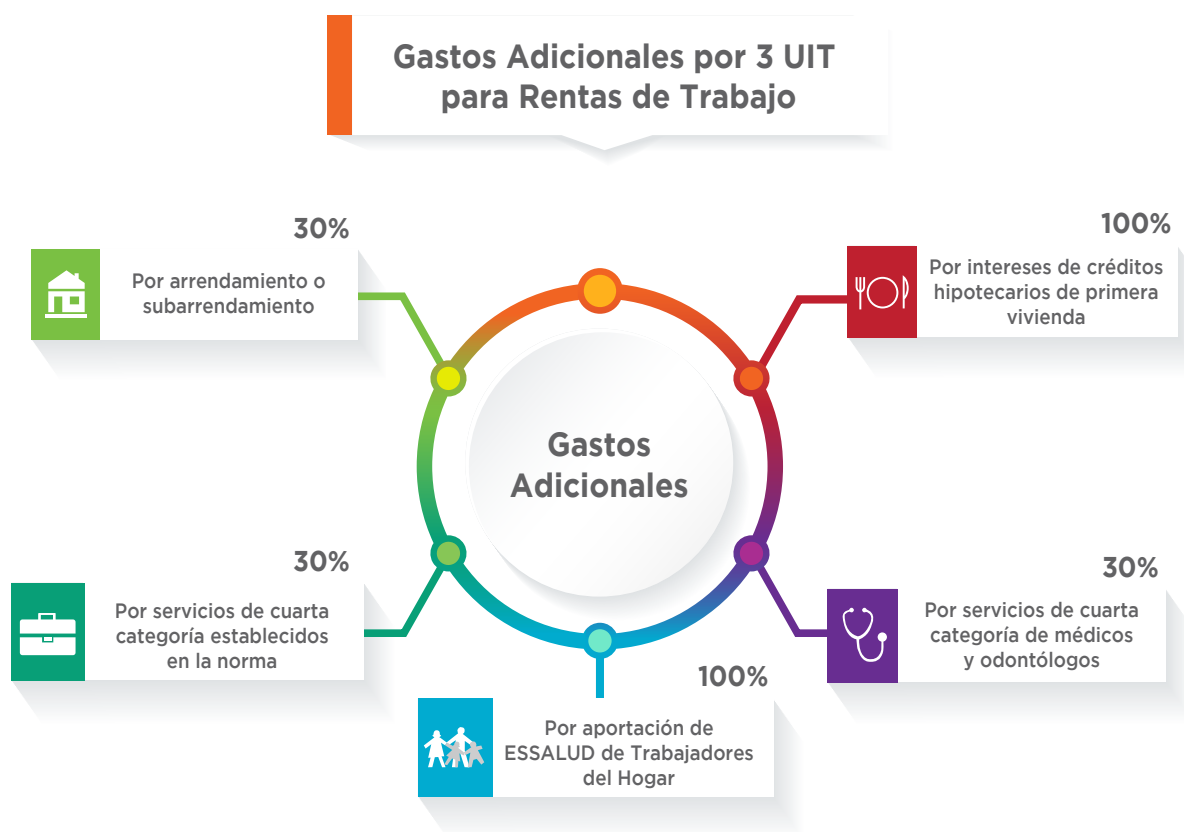 Gastos Adicionales por 3 UIT
para Rentas de Trabajo
30%
Por arrendamiento o
subarrendamiento
100%
Por intereses de créditos
hipotecarios de primera
vivienda
Gastos
Adicionales
30%
Por servicios de cuarta
categoría establecidos
en la norma
30%
Por servicios de cuarta
categoría de médicos
y odontólogos
100%
Por aportación de
ESSALUD de Trabajadores
del Hogar